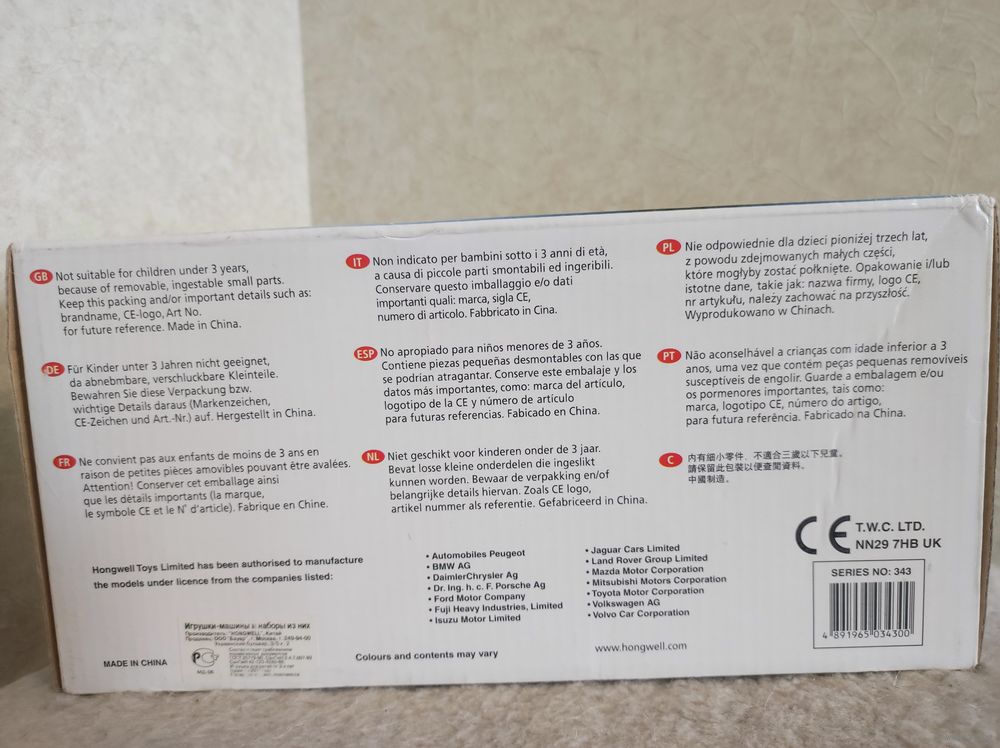 GB Not suitable for children under 3 years,
because of removable, ingestable small parts.
Keep this packing and/or important details such as:
brandname, CE-logo, Art No.
for future reference. Made in China.
DE Für Kinder unter 3 Jahren nicht geeignet,
da abnebmbare, verschluckbare Kleinteile.
Bewahren Sie diese Verpackung bzw.
wichtige Details daraus (Markenzeichen,
CE-Zeichen und Art.-Nr.) auf. Hergestellt in China.
FR Ne convient pas aux enfants de moins de 3 ans en
raison de petites pièces amovibles pouvant être avalées.
Attention! Conserver cet emballage ainsi
que les détails importants (la marque,
le symbole CE et le N° d'article). Fabrique en Chine.
IT Non indicato per bambini sotto i 3 anni di età,
a causa di piccole parti smontabili ed ingeribili.
Conservare questo imballaggio e/o dati
importanti quali: marca, sigla CE,
numero di articolo. Fabbricato in Cina.
ESP No apropiado para niños menores de 3 años.
Contiene piezas pequeñas desmontables con las que
se podrian atragantar. Conserve este embalaje y los
datos más importantes, como: marca del artículo,
logotipo de la CE y número de artículo
para futuras referencias. Fabicado en China.
NL Niet geschikt voor kinderen onder de 3 jaar.
Bevat losse kleine onderdelen die ingeslikt
kunnen worden. Bewaar de verpakking en/of
belangrijke details hiervan. Zoals CE logo,
artikel nummer als referentie. Gefabriceerd in China.
PL Nie odpowiednie dla dzieci pioniżej trzech lat,
z powodu zdejmowanych małych części,
które mogłyby zostać połknięte. Opakowanie i/lub
istotne dane, takie jak: nazwa firmy, logo CE,
nr artykułu, należy zachować na przyszłość.
Wyprodukowano w Chinach.
PT Não aconselhável a crianças com idade inferior a 3
anos, uma vez que contém peças pequenas removíveis
susceptíveis de engolir. Guarde a embalagem e/ou
os pormenores importantes, tais como:
marca, logotipo CE, número do artigo,
para futura referência. Fabricado na China.
C 內有細小零件、不適合三歲以下兒童。
請保留此包裝以便查閱資料。
中國制造。
CE T.W.C. LTD.
NN29 7HB UK
SERIES NO: 343
4 891965 034300
Hongwell Toys Limited has been authorised to manufacture
the models under licence from the companies listed:
• Automobiles Peugeot
• BMW AG
• DaimlerChrysler Ag
• Dr. Ing. h. c. F. Porsche Ag
• Ford Motor Company
• Fuji Heavy Industries, Limited
• Isuzu Motor Limited
• Jaguar Cars Limited
• Land Rover Group Limited
• Mazda Motor Corporation
• Mitsubishi Motors Corporation
• Toyota Motor Corporation
• Volkswagen AG
• Volvo Car Corporation
www.hongwell.com
Colours and contents may vary
MADE IN CHINA
Игрушки-машины и наборы из них
Производитель: "HONGWELL", Китай